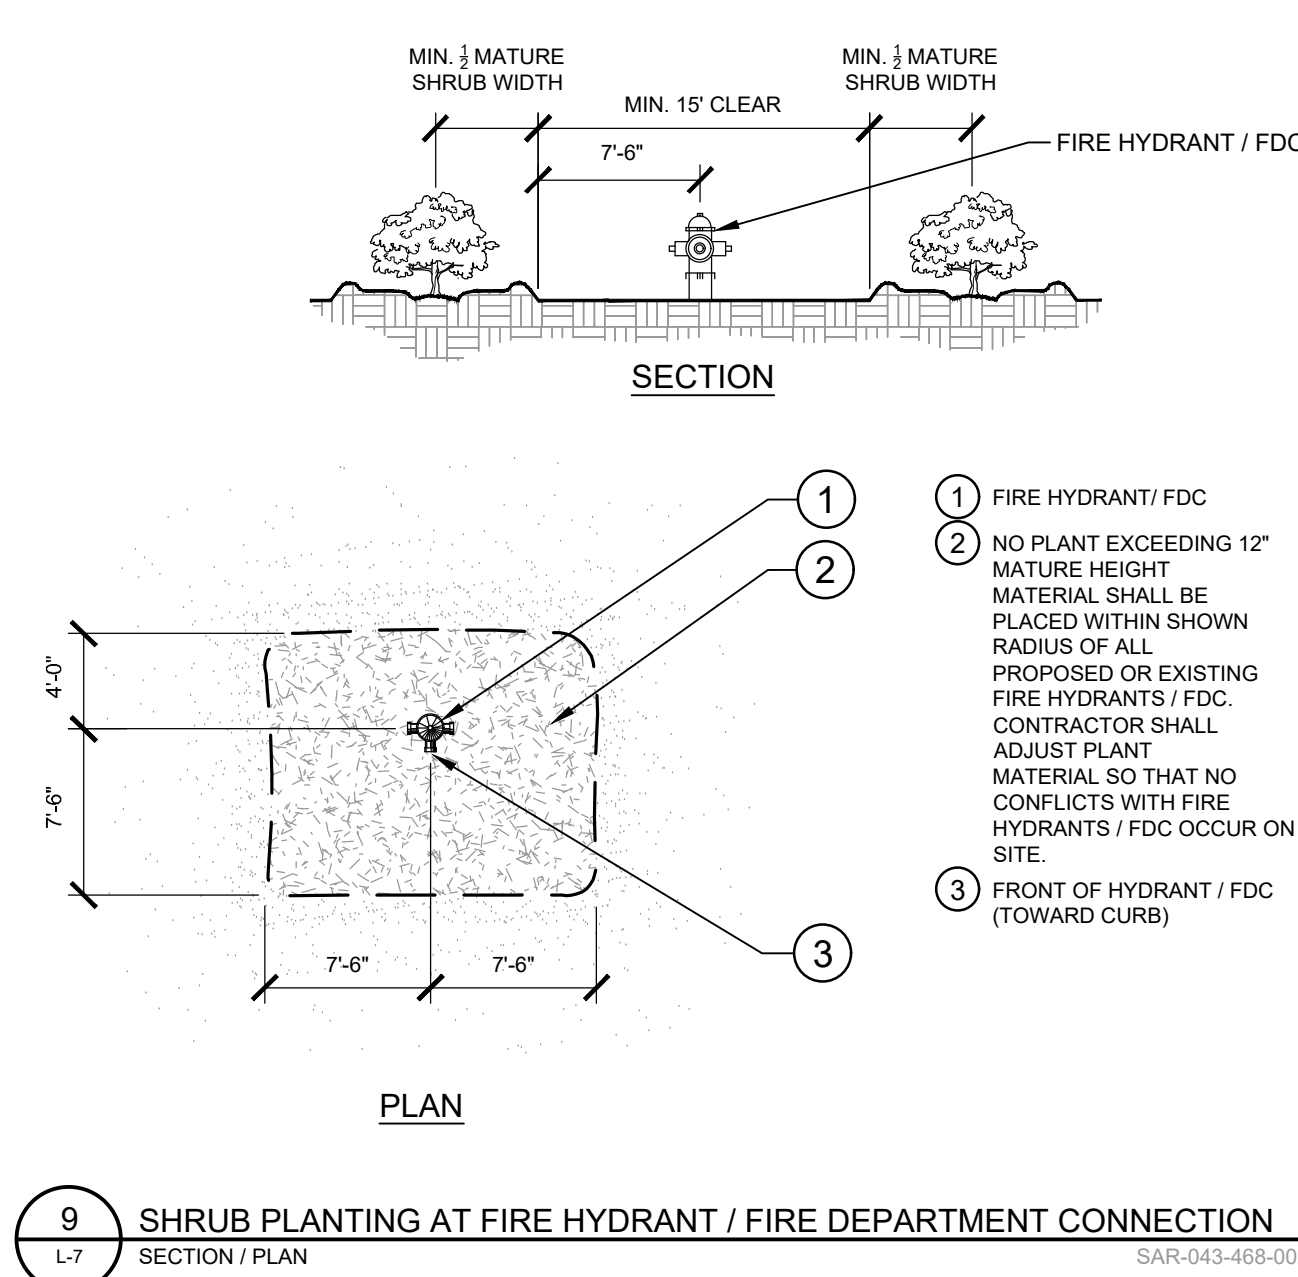 MIN. 1/2 MATURE
SHRUB WIDTH
MIN. 1/2 MATURE
SHRUB WIDTH
MIN. 15' CLEAR
7'-6"
FIRE HYDRANT / FDC
SECTION
1
2
3
4'-0"
7'-6"
7'-6"
7'-6"
PLAN
1 FIRE HYDRANT/ FDC
2 NO PLANT EXCEEDING 12"
MATURE HEIGHT
MATERIAL SHALL BE
PLACED WITHIN SHOWN
RADIUS OF ALL
PROPOSED OR EXISTING
FIRE HYDRANTS / FDC.
CONTRACTOR SHALL
ADJUST PLANT
MATERIAL SO THAT NO
CONFLICTS WITH FIRE
HYDRANTS / FDC OCCUR ON
SITE.
3 FRONT OF HYDRANT / FDC
(TOWARD CURB)
9
L-7
SHRUB PLANTING AT FIRE HYDRANT / FIRE DEPARTMENT CONNECTION
SECTION / PLAN
SAR-043-468-00